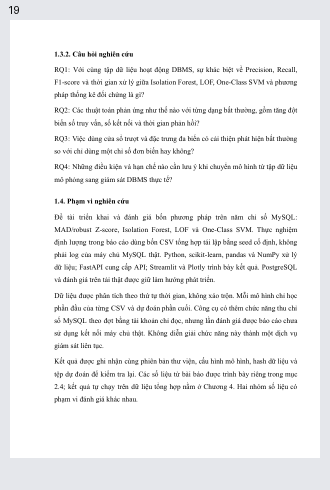 19
1.3.2. Câu hỏi nghiên cứu
RQ1: Với cùng tập dữ liệu hoạt động DBMS, sự khác biệt về Precision, Recall,
F1-score và thời gian xử lý giữa Isolation Forest, LOF, One-Class SVM và phương
pháp thống kê đối chứng là gì?
RQ2: Các thuật toán phản ứng như thế nào với từng dạng bất thường, gồm tăng đột
biến số truy vấn, số kết nối và thời gian phản hồi?
RQ3: Việc dùng cửa sổ trượt và đặc trưng đa biến có cải thiện phát hiện bất thường
so với chỉ dùng một chỉ số đơn biến hay không?
RQ4: Những điều kiện và hạn chế nào cần lưu ý khi chuyển mô hình từ tập dữ liệu
mô phỏng sang giám sát DBMS thực tế?
1.4. Phạm vi nghiên cứu
Đề tài triển khai và đánh giá bốn phương pháp trên năm chỉ số MySQL:
MAD/robust Z-score, Isolation Forest, LOF và One-Class SVM. Thực nghiệm
định lượng trong báo cáo dùng bốn CSV tổng hợp tái lập bằng seed cố định, không
phải log của máy chủ MySQL thật. Python, scikit-learn, pandas và NumPy xử lý
dữ liệu; FastAPI cung cấp API; Streamlit và Plotly trình bày kết quả. PostgreSQL
và đánh giá trên tải thật được giữ làm hướng phát triển.
Dữ liệu được phân tích theo thứ tự thời gian, không xáo trộn. Mỗi mô hình chỉ học
phần đầu của từng CSV và dự đoán phần cuối. Công cụ có thêm chức năng thu chỉ
số MySQL theo đợt bằng tài khoản chỉ đọc, nhưng lần đánh giá được báo cáo chưa
sử dụng kết nối máy chủ thật. Không diễn giải chức năng này thành một dịch vụ
giám sát liên tục.
Kết quả được ghi nhận cùng phiên bản thư viện, cấu hình mô hình, hash dữ liệu và
tệp dự đoán để kiểm tra lại. Các số liệu từ bài báo được trình bày riêng trong mục
2.4; kết quả tự chạy trên dữ liệu tổng hợp nằm ở Chương 4. Hai nhóm số liệu có
phạm vi đánh giá khác nhau.